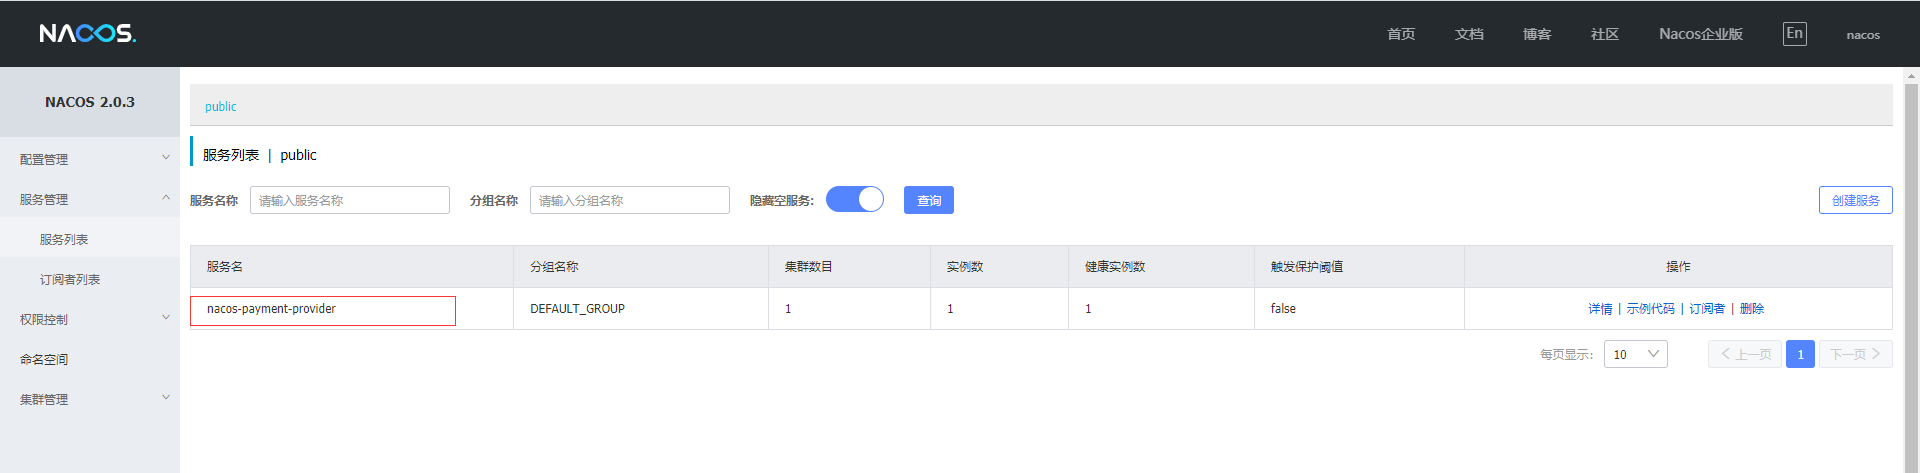 NACOS.
首页 文档 博客 社区 Nacos企业版 En nacos
NACOS 2.0.3
配置管理
服务管理
服务列表
订阅者列表
权限控制
命名空间
集群管理
public
服务列表 | public
服务名称 请输入服务名称 分组名称 请输入分组名称 隐藏空服务: 查询 创建服务
服务名 分组名称 集群数目 实例数 健康实例数 触发保护阈值 操作
nacos-payment-provider DEFAULT_GROUP 1 1 1 false 详情 | 示例代码 | 订阅者 | 删除
每页显示: 10 上一页 1 下一页